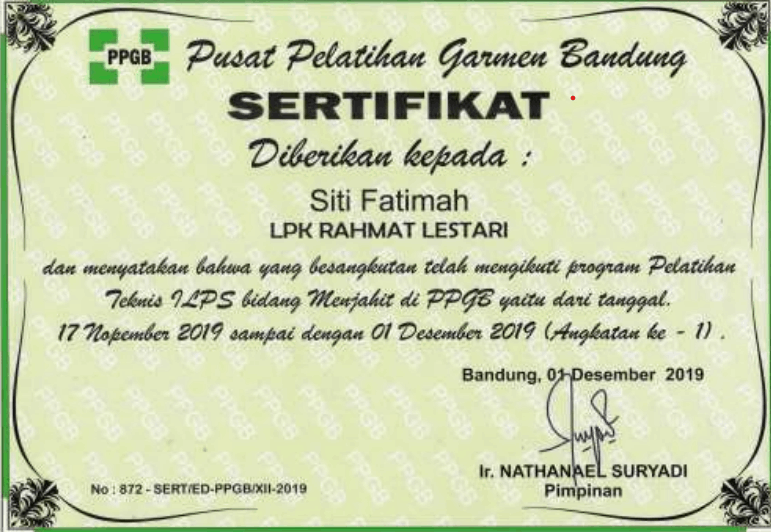 PPGB
Pusat Pelatihan Garmen Bandung
SERTIFIKAT
Diberikan kepada :
Siti Fatimah
LPK RAHMAT LESTARI
dan menyatakan bahwa yang besangkutan telah mengikuti program Pelatihan
Teknis ILPS bidang Menjahit di PPGB yaitu dari tanggal.
17 Nopember 2019 sampai dengan 01 Desember 2019 (Angkatan ke - 1) .
Bandung, 01 Desember 2019
Ir. NATHANAEL SURYADI
Pimpinan
No : 872 - SERT/ED-PPGB/XII-2019